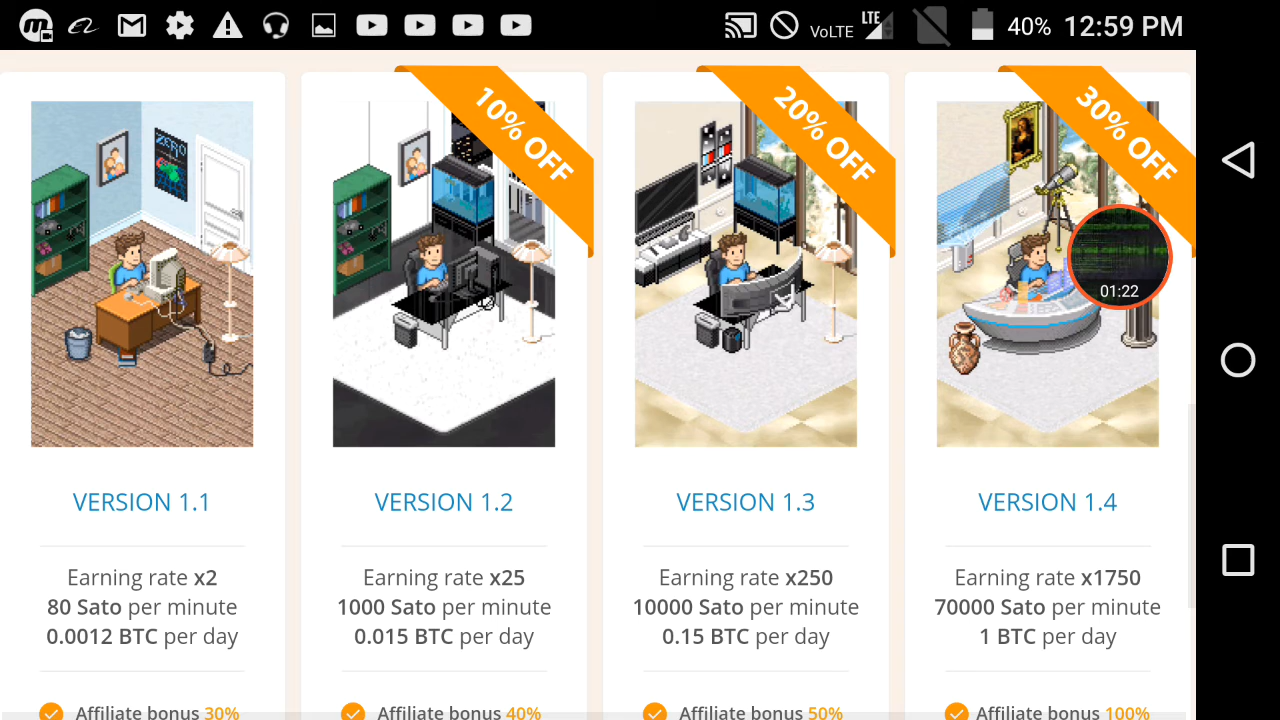 VoLTE LTE 40% 12:59 PM
10% OFF
20% OFF
30% OFF
ZERO
01:22
VERSION 1.1
Earning rate x2
80 Sato per minute
0.0012 BTC per day
Affiliate bonus 30%
VERSION 1.2
Earning rate x25
1000 Sato per minute
0.015 BTC per day
Affiliate bonus 40%
VERSION 1.3
Earning rate x250
10000 Sato per minute
0.15 BTC per day
Affiliate bonus 50%
VERSION 1.4
Earning rate x1750
70000 Sato per minute
1 BTC per day
Affiliate bonus 100%